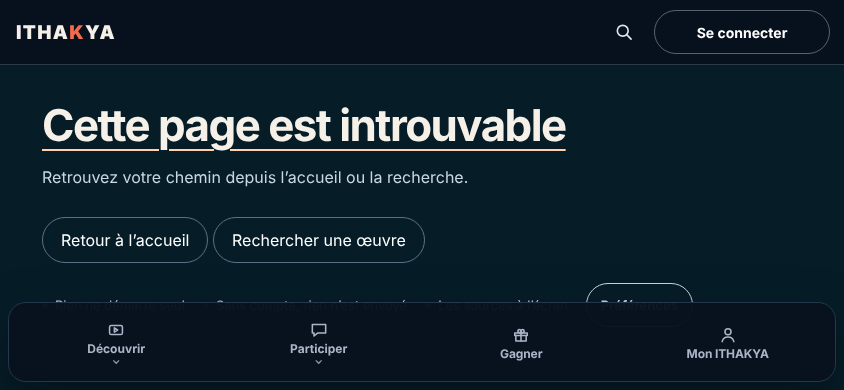 ITHAKYA
Se connecter
Cette page est introuvable
Retrouvez votre chemin depuis l’accueil ou la recherche.
Retour à l’accueil Rechercher une œuvre
Préférences
Découvrir Participer Gagner Mon ITHAKYA